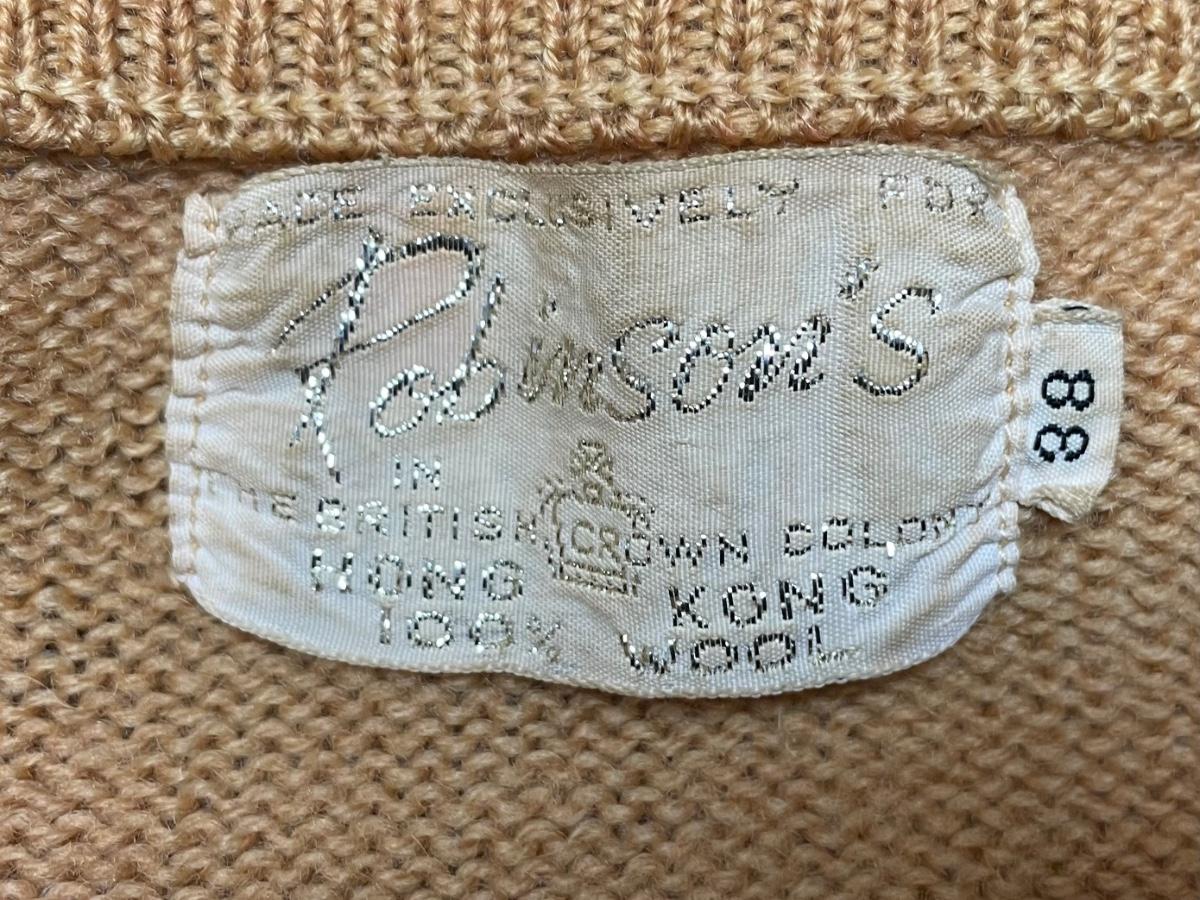 MADE EXCLUSIVELY FOR
Robinson's
IN
THE BRITISH CROWN COLONY
HONG KONG
100% WOOL
38